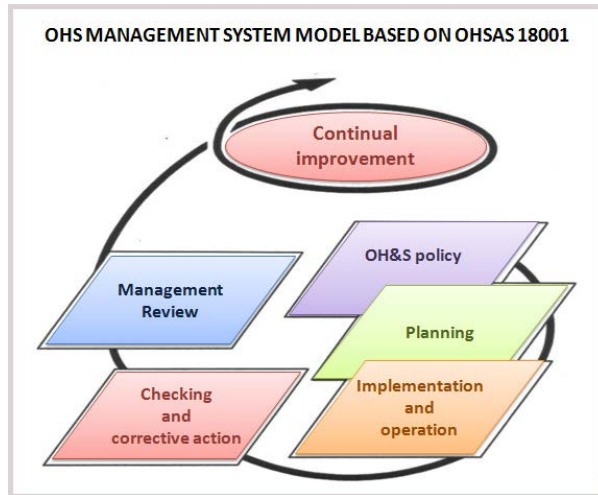 OHS MANAGEMENT SYSTEM MODEL BASED ON OHSAS 18001
Continual
improvement
OH&S policy
Management
Review
Planning
Implementation
and
operation
Checking
and
corrective action